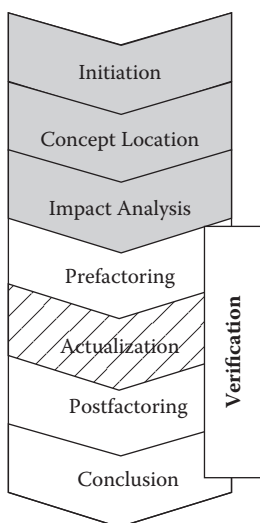 Initiation
Concept Location
Impact Analysis
Prefactoring
Actualization
Postfactoring
Conclusion
Verification